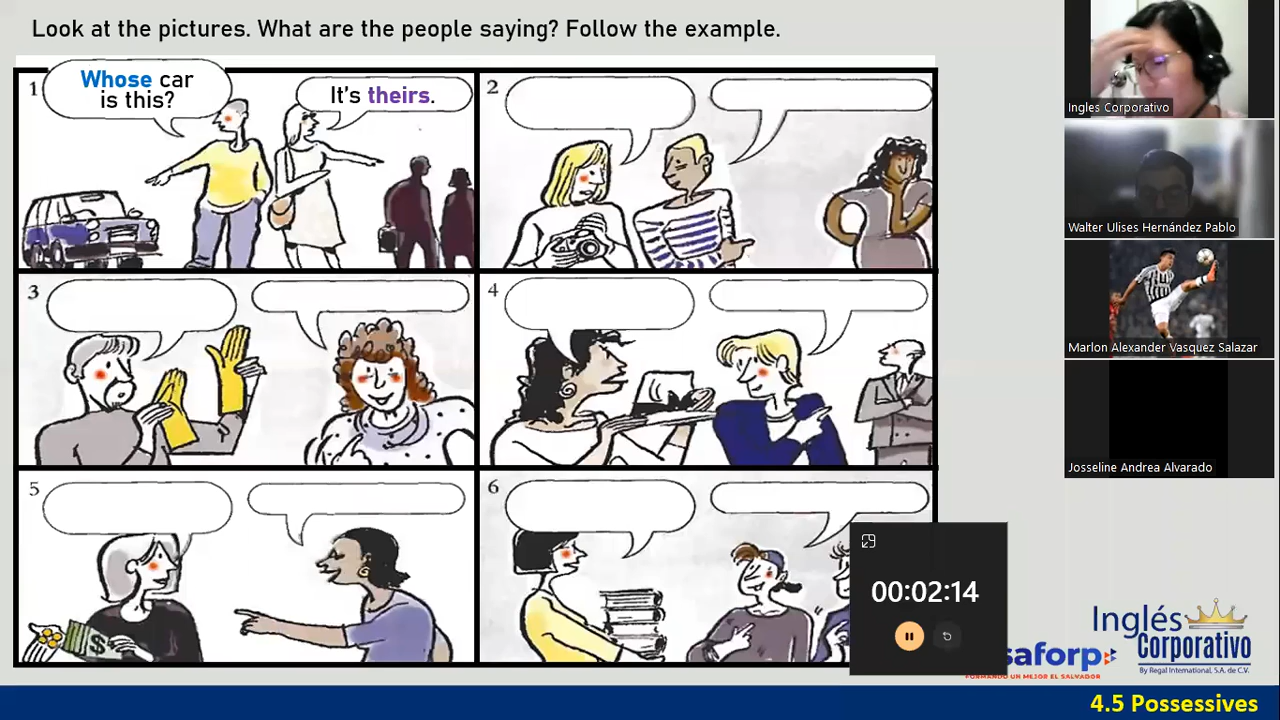 Look at the pictures. What are the people saying? Follow the example.
1
Whose car
is this?
It's theirs.
2
3
4
5
$
6
Ingles Corporativo
Walter Ulises Hernández Pablo
Marlon Alexander Vasquez Salazar
Josseline Andrea Alvarado
00:02:14
saforp
FORMANDO UN MEJOR EL SALVADOR
Inglés
Corporativo
By Regal International, S.A. de C.V.
4.5 Possessives